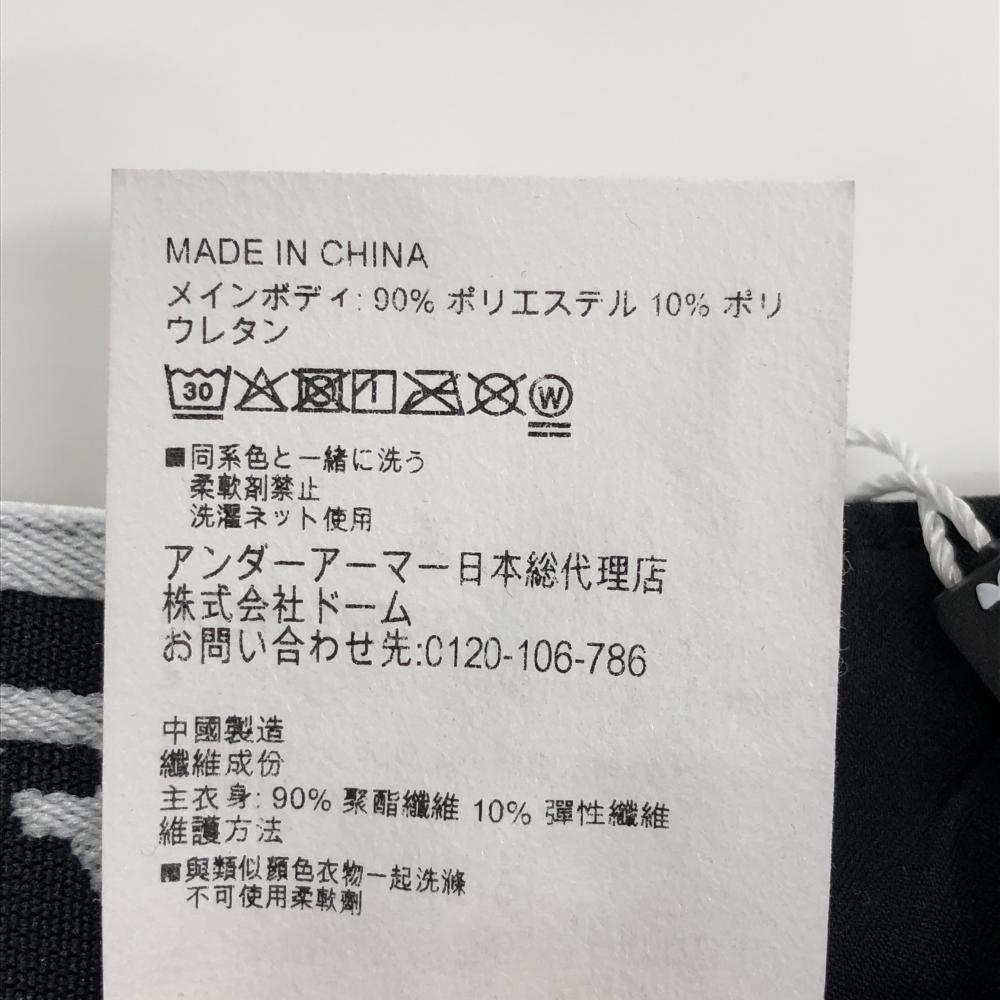 MADE IN CHINA
メインボディ: 90% ポリエステル 10% ポリ
ウレタン
30 W
■同系色と一緒に洗う
柔軟剤禁止
洗濯ネット使用
アンダーアーマー日本総代理店
株式会社ドーム
お問い合わせ先:0120-106-786
中國製造
纖維成份
主衣身: 90% 聚酯纖維 10% 彈性纖維
維護方法
■與類似顏色衣物一起洗滌
不可使用柔軟劑